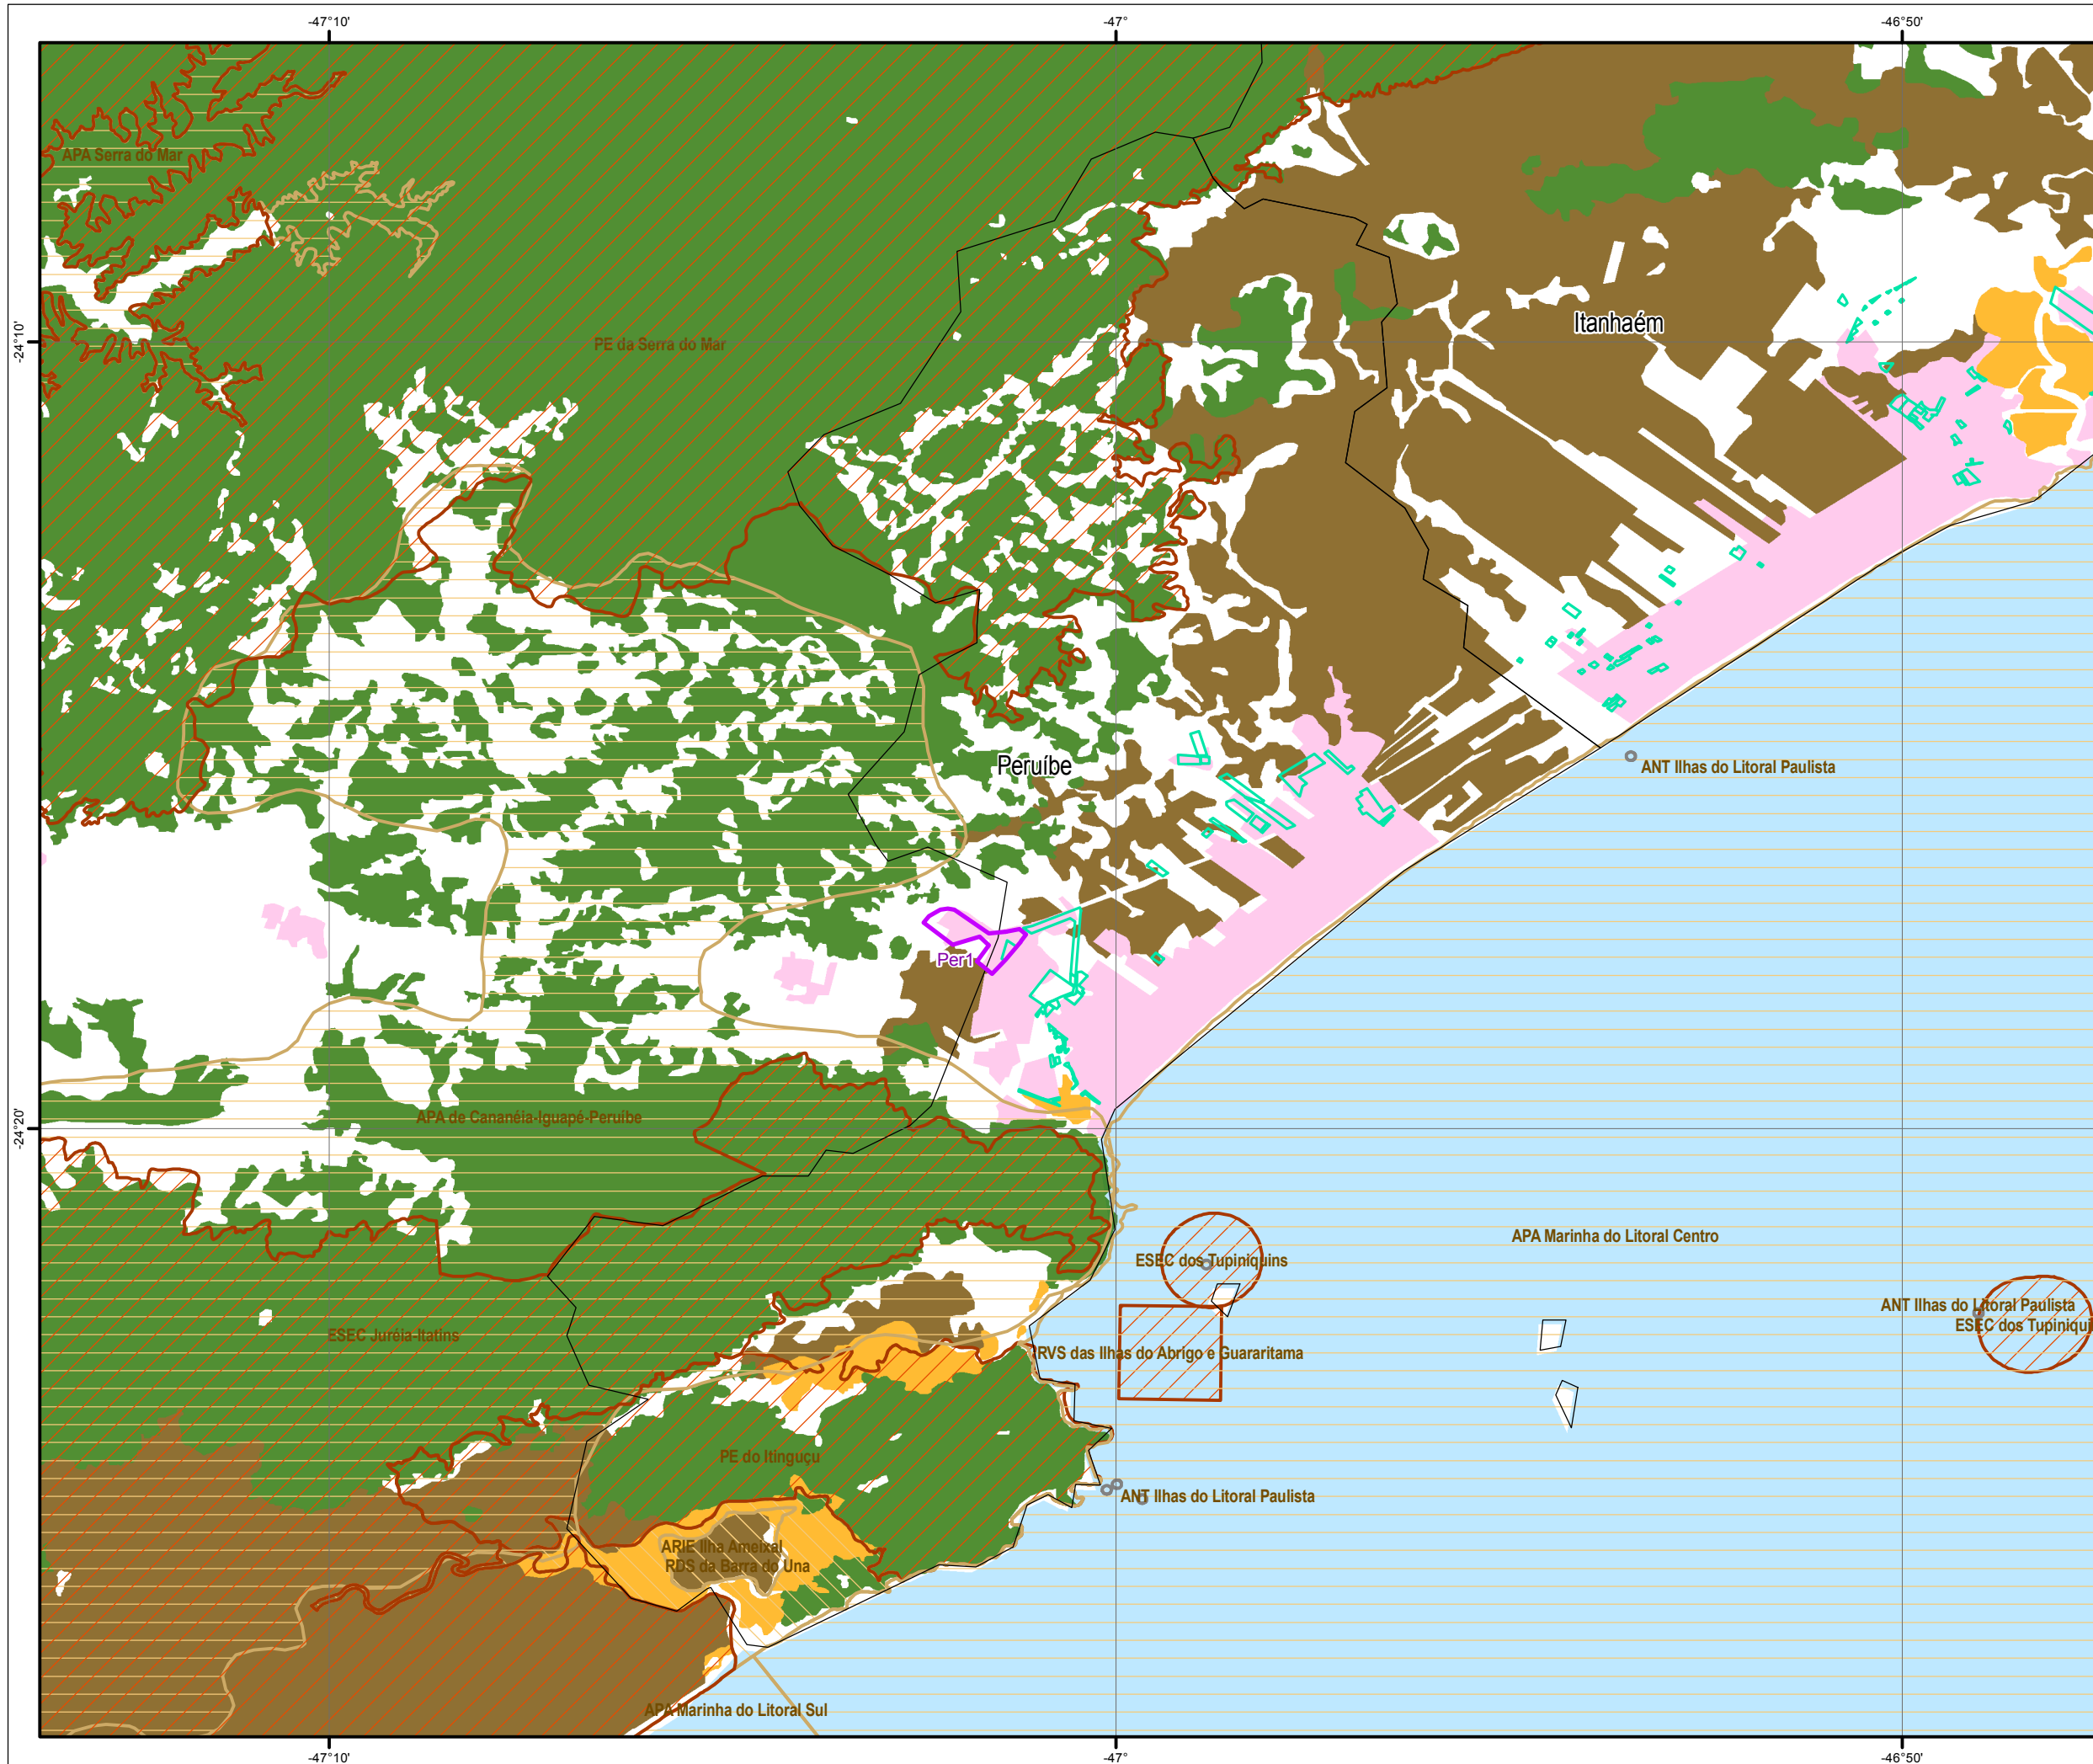 -47°10'
-47°
-46°50'
APA Serra do Mar
Itanhaém
-24°10'
PE da Serra do Mar
Peruíbe
ANT Ilhas do Litoral Paulista
Per1
APA de Cananéia-Iguapé-Peruíbe
-24°20'
APA Marinha do Litoral Centro
ESEC dos Tupiniquins
ANT Ilhas do Litoral Paulista
ESEC dos Tupiniqui
ESEC Juréia-Itatins
RVS das Ilhas do Abrigo e Guararitama
PE do Itinguçu
ANT Ilhas do Litoral Paulista
ARIE Ilha Ameixal
RDS da Barra do Una
APA Marinha do Litoral Sul
-47°10'
-47°
-46°50'